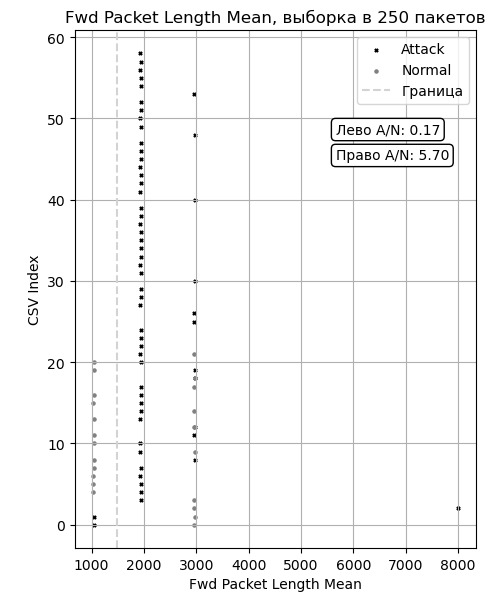 Fwd Packet Length Mean, выборка в 250 пакетов
Attack
Normal
Граница
Лево A/N: 0.17
Право A/N: 5.70
CSV Index
60
50
40
30
20
10
0
1000 2000 3000 4000 5000 6000 7000 8000
Fwd Packet Length Mean